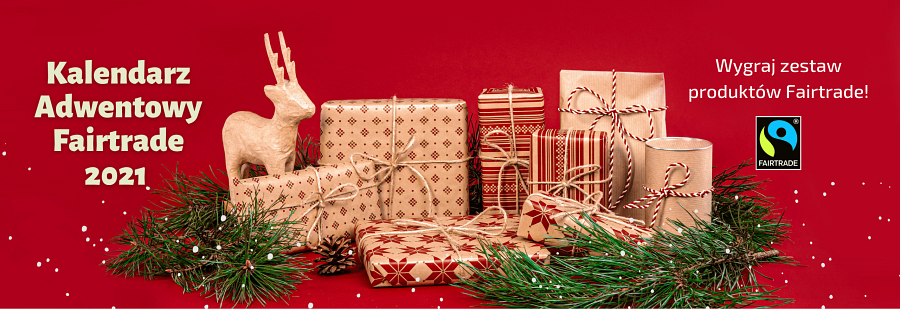 Kalendarz
Adwentowy
Fairtrade
2021
Wygraj zestaw
produktów Fairtrade!
FAIRTRADE